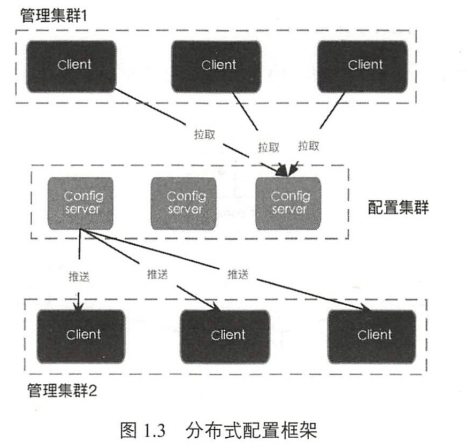 管理集群1
Client
Client
Client
拉取
拉取
拉取
Config
server
Config
server
Config
server
配置集群
推送
推送
推送
Client
Client
Client
管理集群2
图 1.3 分布式配置框架